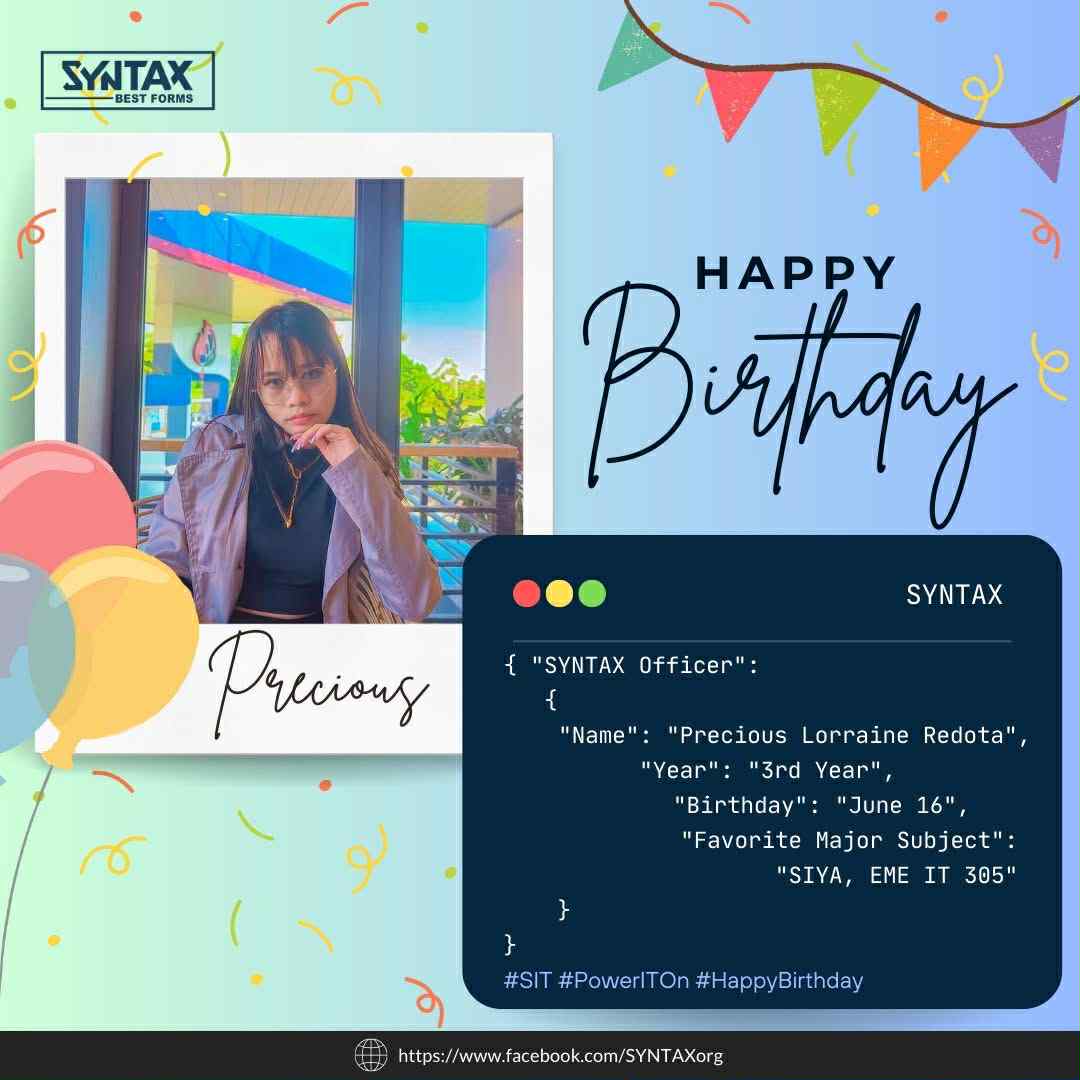 SYNTAX
BEST FORMS
HAPPY
Birthday
Precious
SYNTAX
{ "SYNTAX Officer":
{
"Name": "Precious Lorraine Redota",
"Year": "3rd Year",
"Birthday": "June 16",
"Favorite Major Subject":
"SIYA, EME IT 305"
}
}
#SIT #PowerITOn #HappyBirthday
https://www.facebook.com/SYNTAXorg